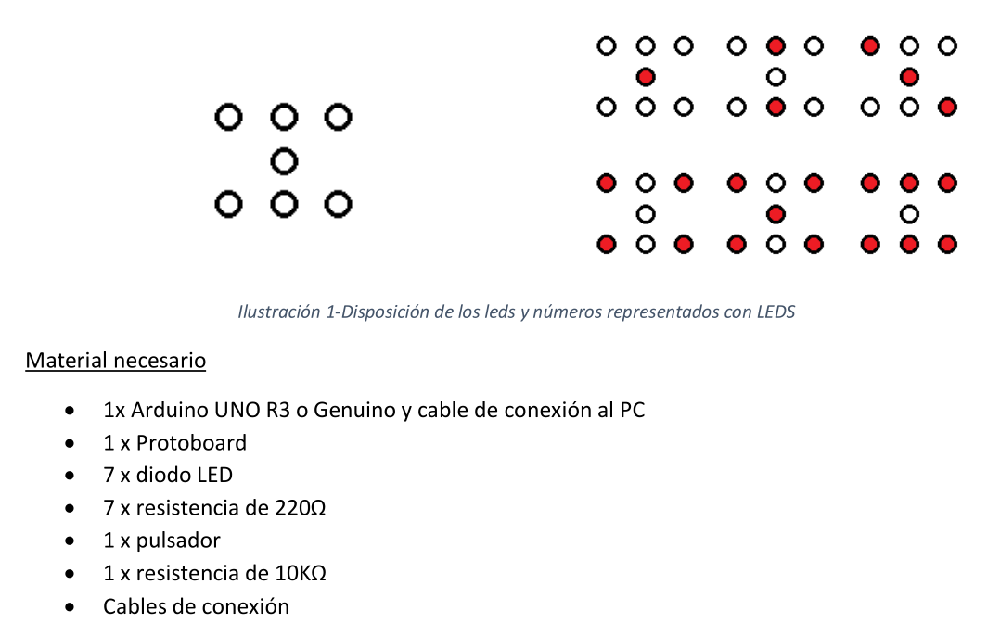 Ilustración 1-Disposición de los leds y números representados con LEDS
Material necesario
• 1x Arduino UNO R3 o Genuino y cable de conexión al PC
• 1 x Protoboard
• 7 x diodo LED
• 7 x resistencia de 220Ω
• 1 x pulsador
• 1 x resistencia de 10KΩ
• Cables de conexión